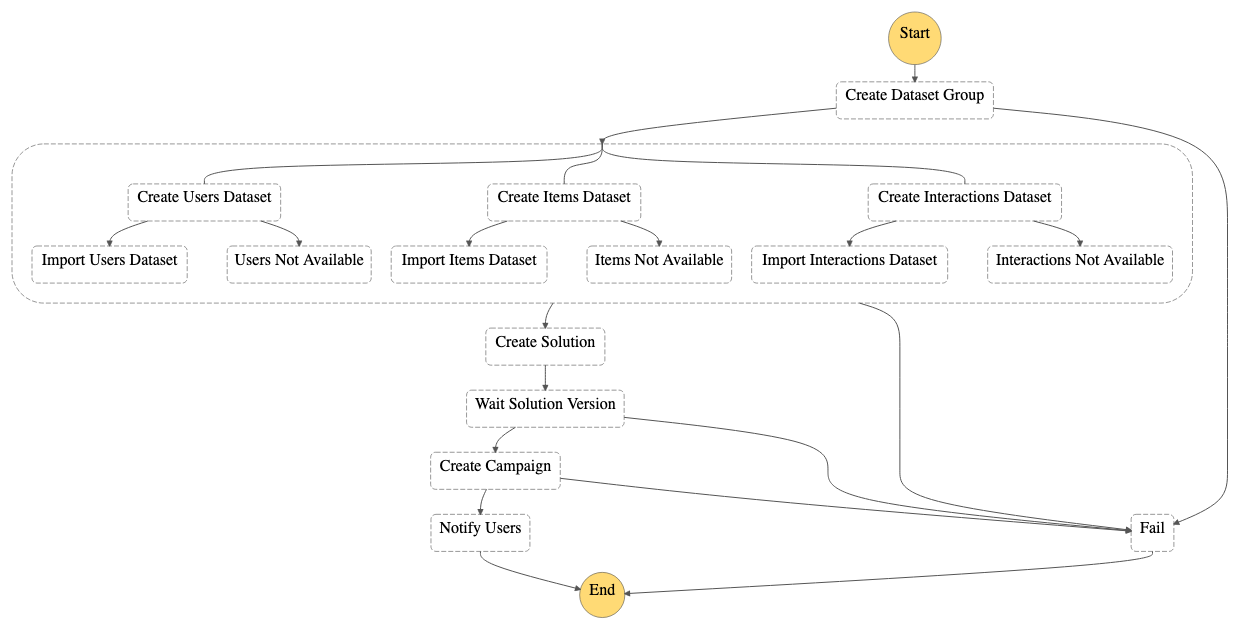 Start
Create Dataset Group
Create Users Dataset
Create Items Dataset
Create Interactions Dataset
Import Users Dataset
Users Not Available
Import Items Dataset
Items Not Available
Import Interactions Dataset
Interactions Not Available
Create Solution
Wait Solution Version
Create Campaign
Notify Users
Fail
End